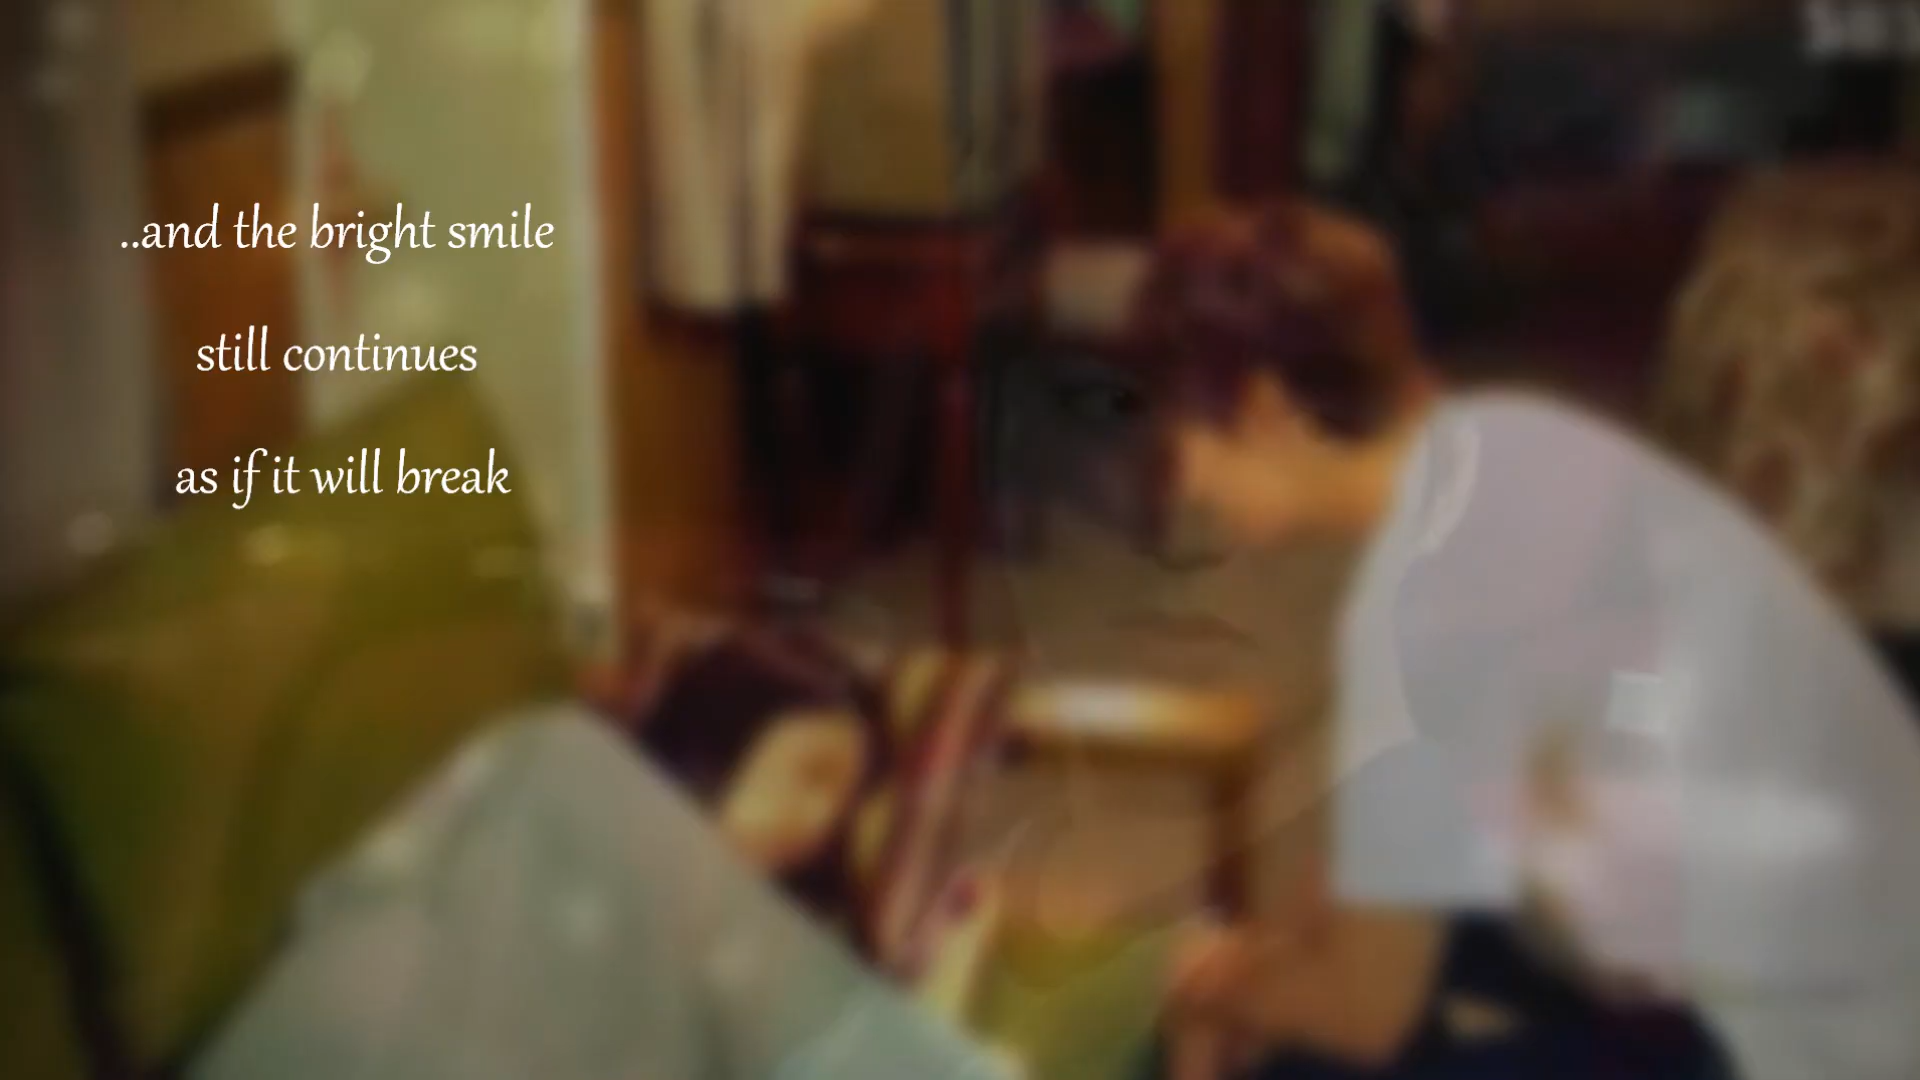 ..and the bright smile
still continues
as if it will break